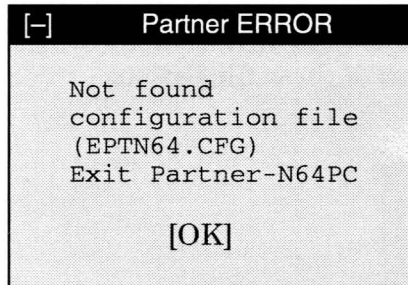 [–] Partner ERROR
Not found
configuration file
(EPTN64.CFG)
Exit Partner-N64PC
[OK]